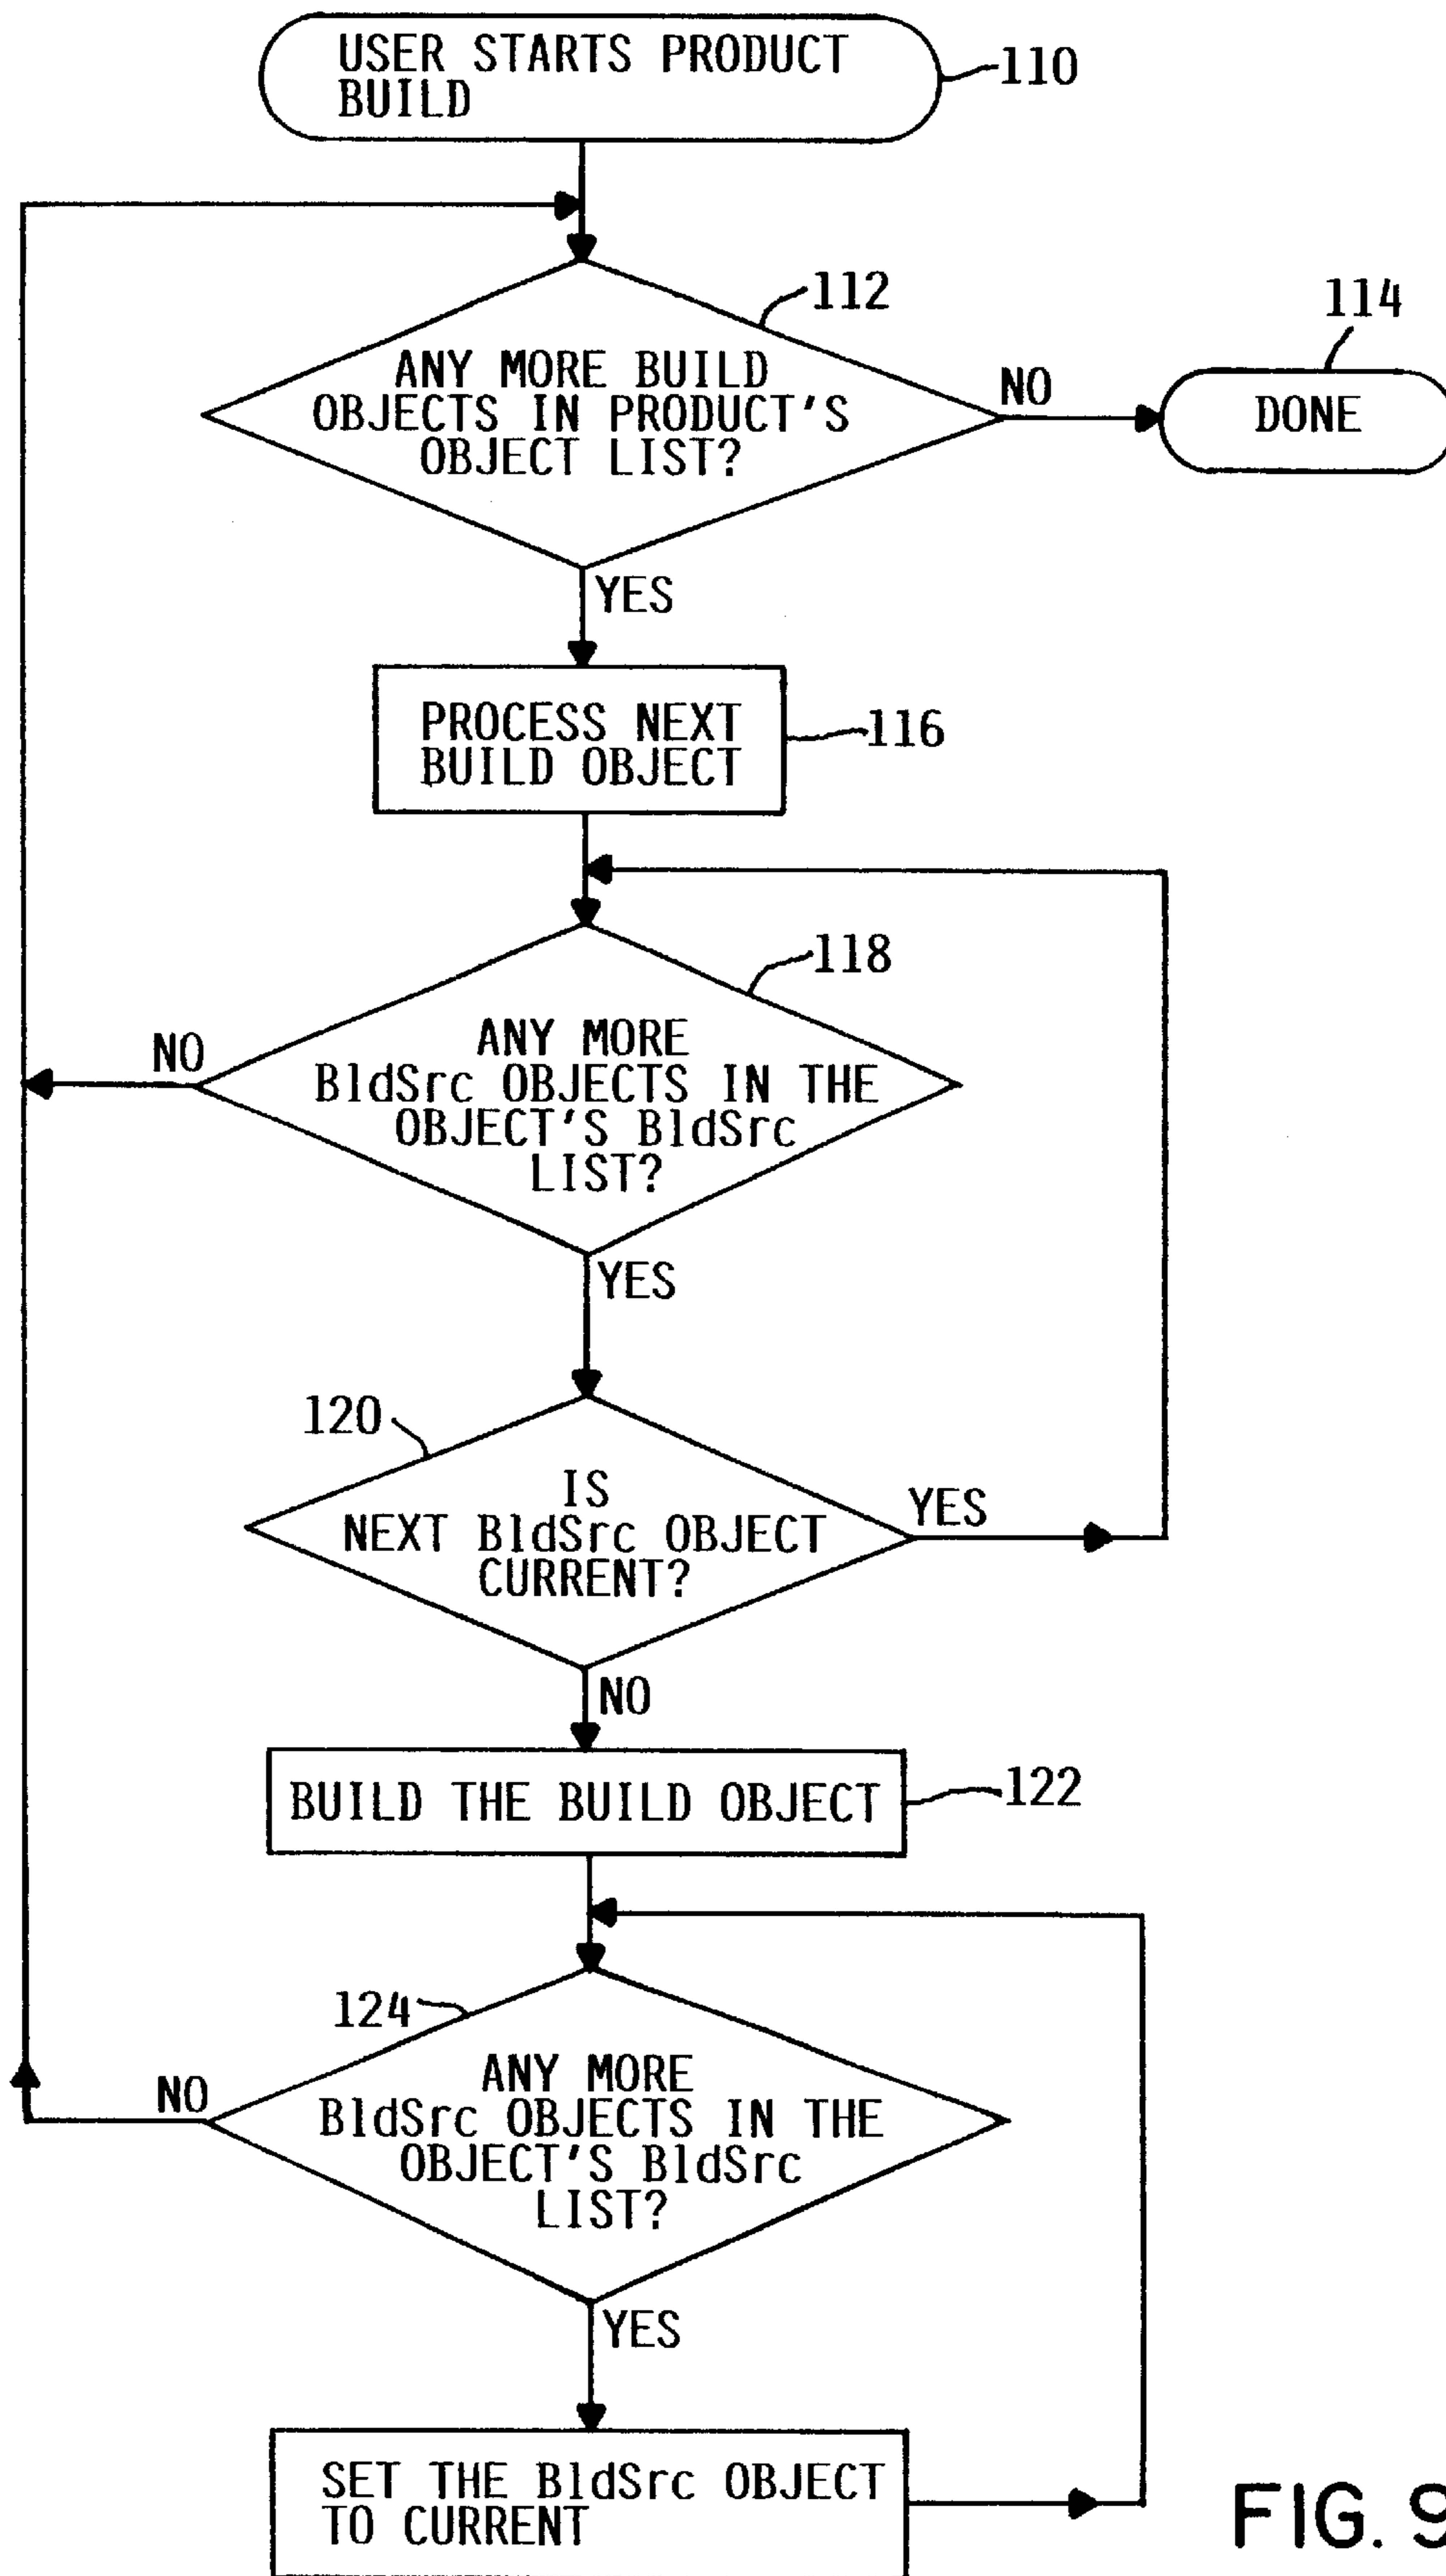 USER STARTS PRODUCT
BUILD
110
112
114
ANY MORE BUILD
OBJECTS IN PRODUCT'S
OBJECT LIST?
NO
DONE
YES
PROCESS NEXT
BUILD OBJECT
116
118
ANY MORE
BldSrc OBJECTS IN THE
OBJECT'S BldSrc
LIST?
NO
YES
120
IS
NEXT BldSrc OBJECT
CURRENT?
YES
NO
BUILD THE BUILD OBJECT
122
124
ANY MORE
BldSrc OBJECTS IN THE
OBJECT'S BldSrc
LIST?
NO
YES
SET THE BldSrc OBJECT
TO CURRENT
FIG. 9